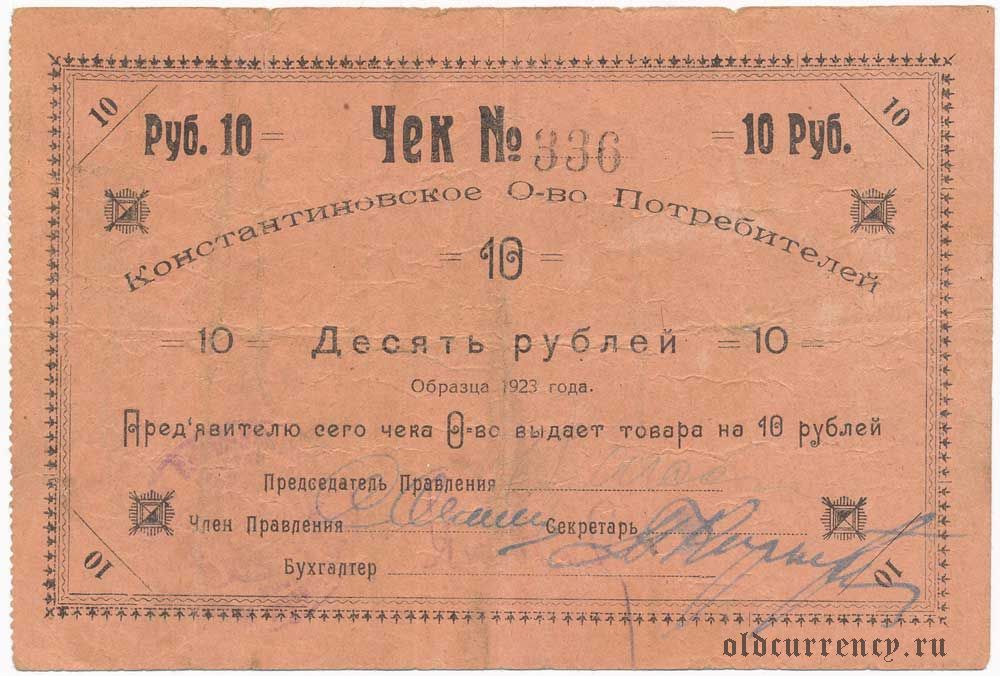 10 10
Руб. 10 = Чек № 336 = 10 Руб.
Константиновское О-во Потребителей
= 10 =
= 10 = Десять рублей = 10 =
Образца 1923 года.
Пред'явителю сего чека О=во выдает товара на 10 рублей
Председатель Правления
Член Правления Секретарь
Бухгалтер
10 10
oldcurrency.ru